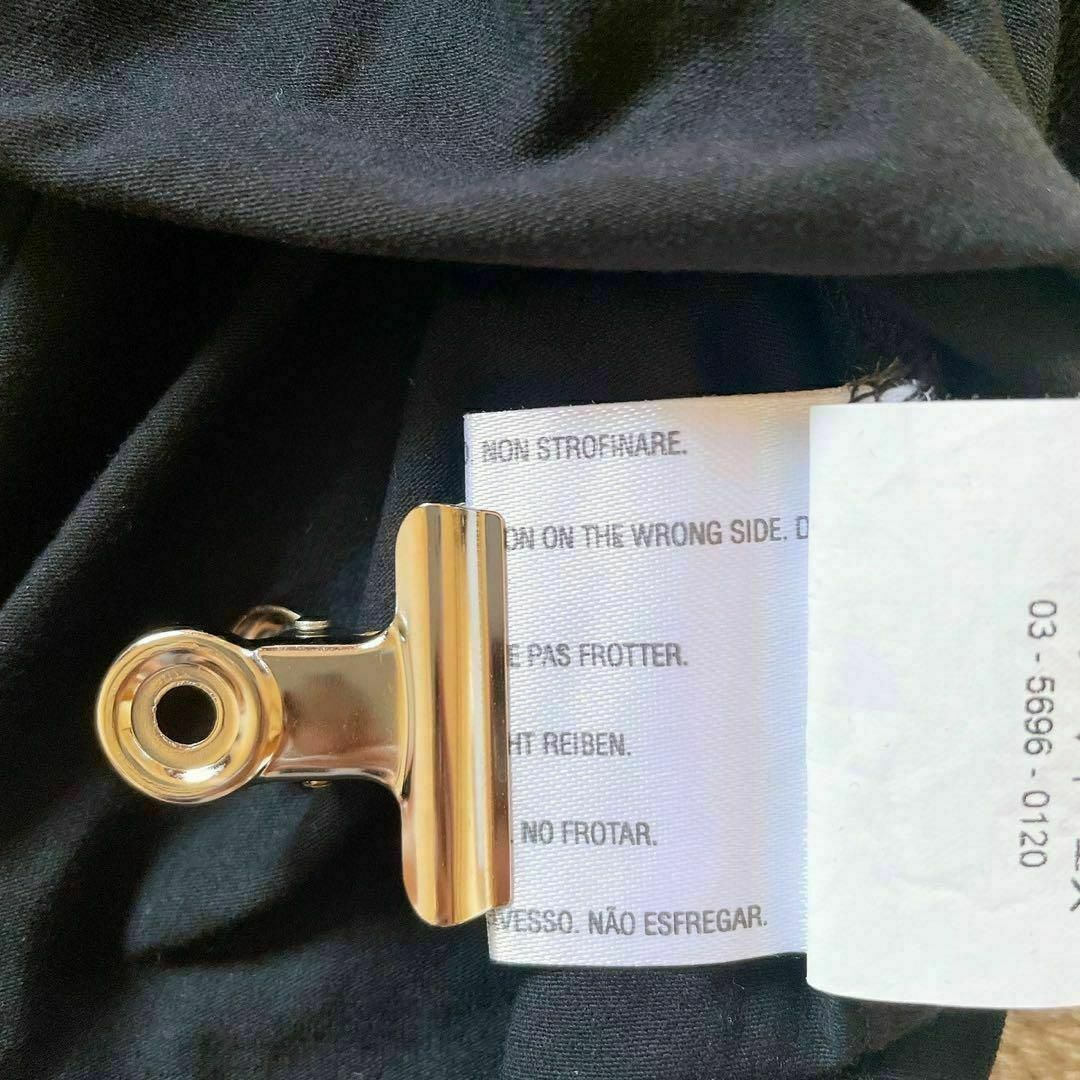 NON STROFINARE.
ON ON THE WRONG SIDE. D
E PAS FROTTER.
HT REIBEN.
. NO FROTAR.
VESSO. NÃO ESFREGAR.
03 - 5696 - 0120